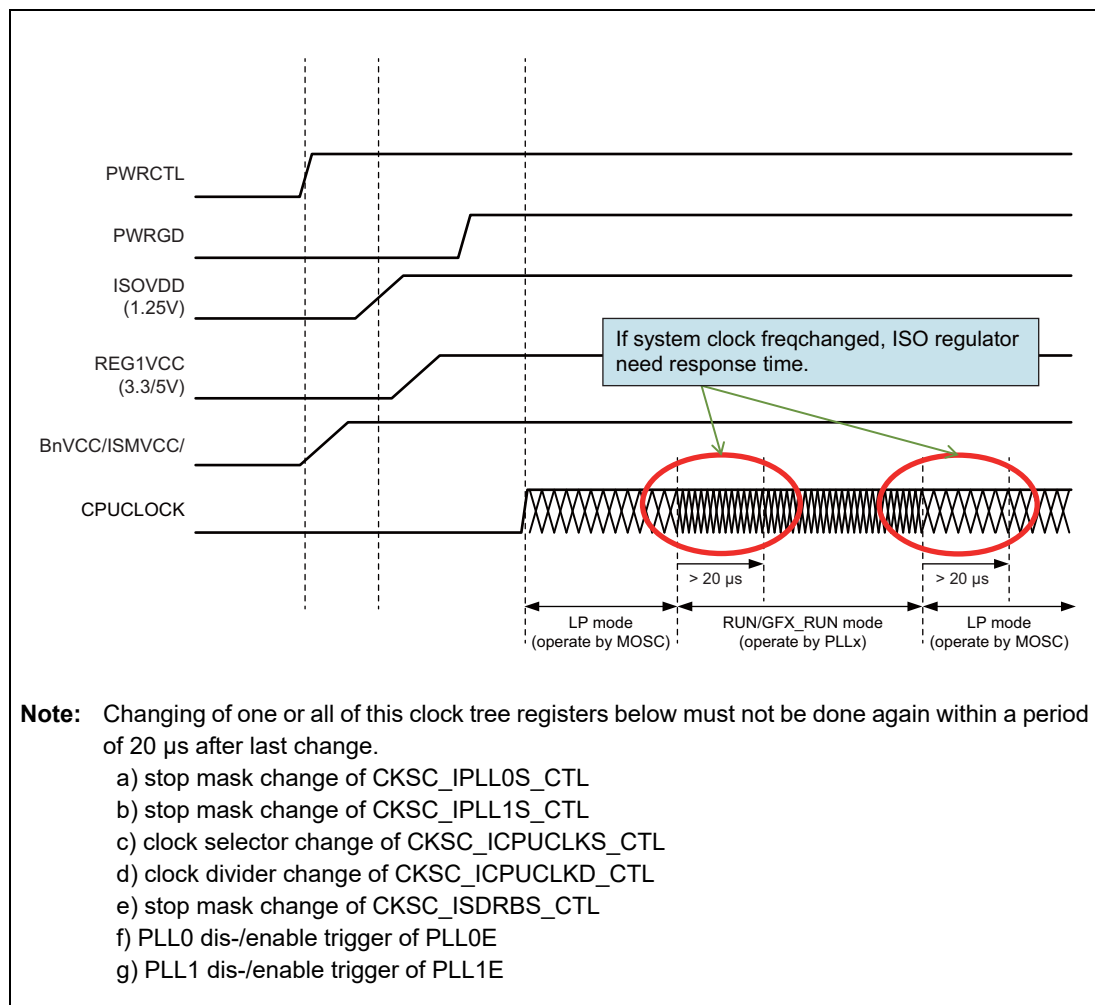 PWRCTL
PWRGD
ISOVDD
(1.25V)
If system clock freqchanged, ISO regulator
need response time.
REG1VCC
(3.3/5V)
BnVCC/ISMVCC/
CPUCLOCK
> 20 µs
> 20 µs
LP mode
(operate by MOSC)
RUN/GFX_RUN mode
(operate by PLLx)
LP mode
(operate by MOSC)
Note: Changing of one or all of this clock tree registers below must not be done again within a period
of 20 µs after last change.
a) stop mask change of CKSC_IPLL0S_CTL
b) stop mask change of CKSC_IPLL1S_CTL
c) clock selector change of CKSC_ICPUCLKS_CTL
d) clock divider change of CKSC_ICPUCLKD_CTL
e) stop mask change of CKSC_ISDRBS_CTL
f) PLL0 dis-/enable trigger of PLL0E
g) PLL1 dis-/enable trigger of PLL1E